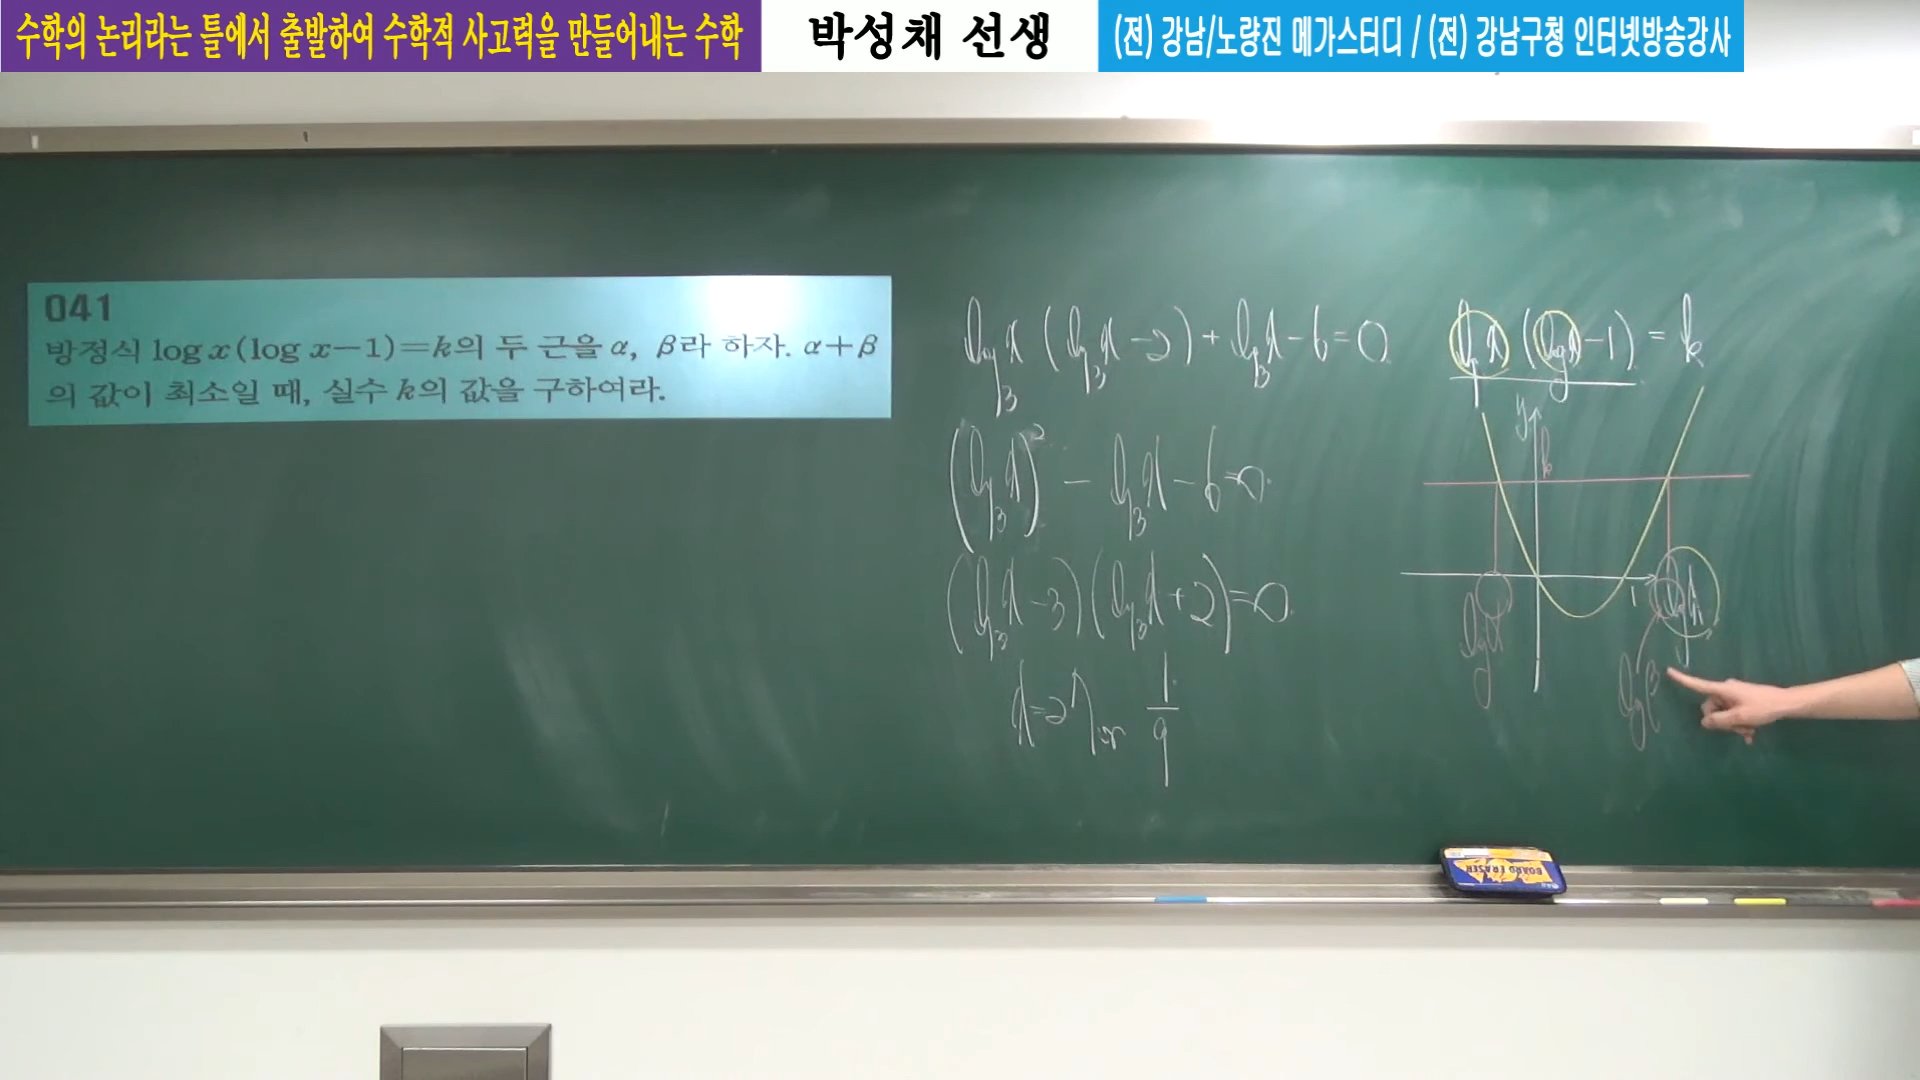 수학의 논리라는 틀에서 출발하여 수학적 사고력을 만들어내는 수학
박성채 선생
(전) 강남/노량진 메가스터디 / (전) 강남구청 인터넷방송강사
041
방정식 log x(log x-1)=k의 두 근을 α, β라 하자. α+β
의 값이 최소일 때, 실수 k의 값을 구하여라.
log₃x (log₃x - 2) + log₃x - 6 = 0
(log₃x)² - log₃x - 6 = 0
(log₃x - 3)(log₃x + 2) = 0
x = 27 or 1/9
log x (log x - 1) = k
y
k
1
log x
log α
log β
BOARD ERASER